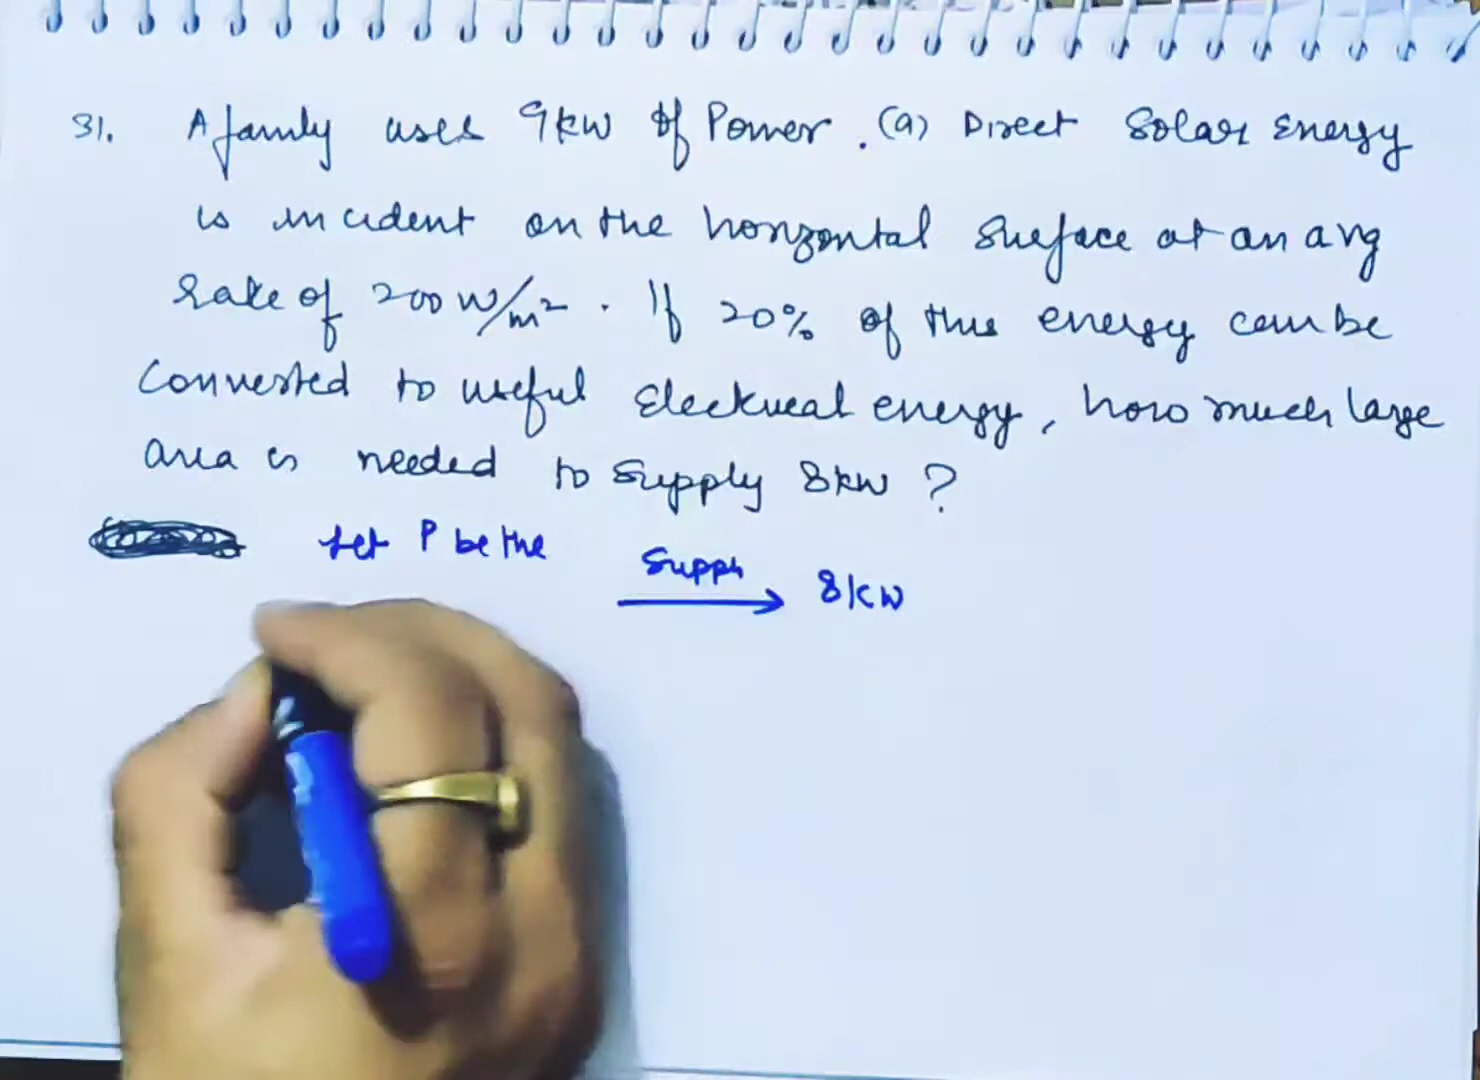 31. A family uses 9kW of Power. (a) Direct Solar Energy
is incident on the horizontal surface at an avg
rate of 200 W/m² . If 20% of this energy can be
converted to useful Electrical energy, how much large
area is needed to supply 8kW ?
Let P be the
Supply
8kW